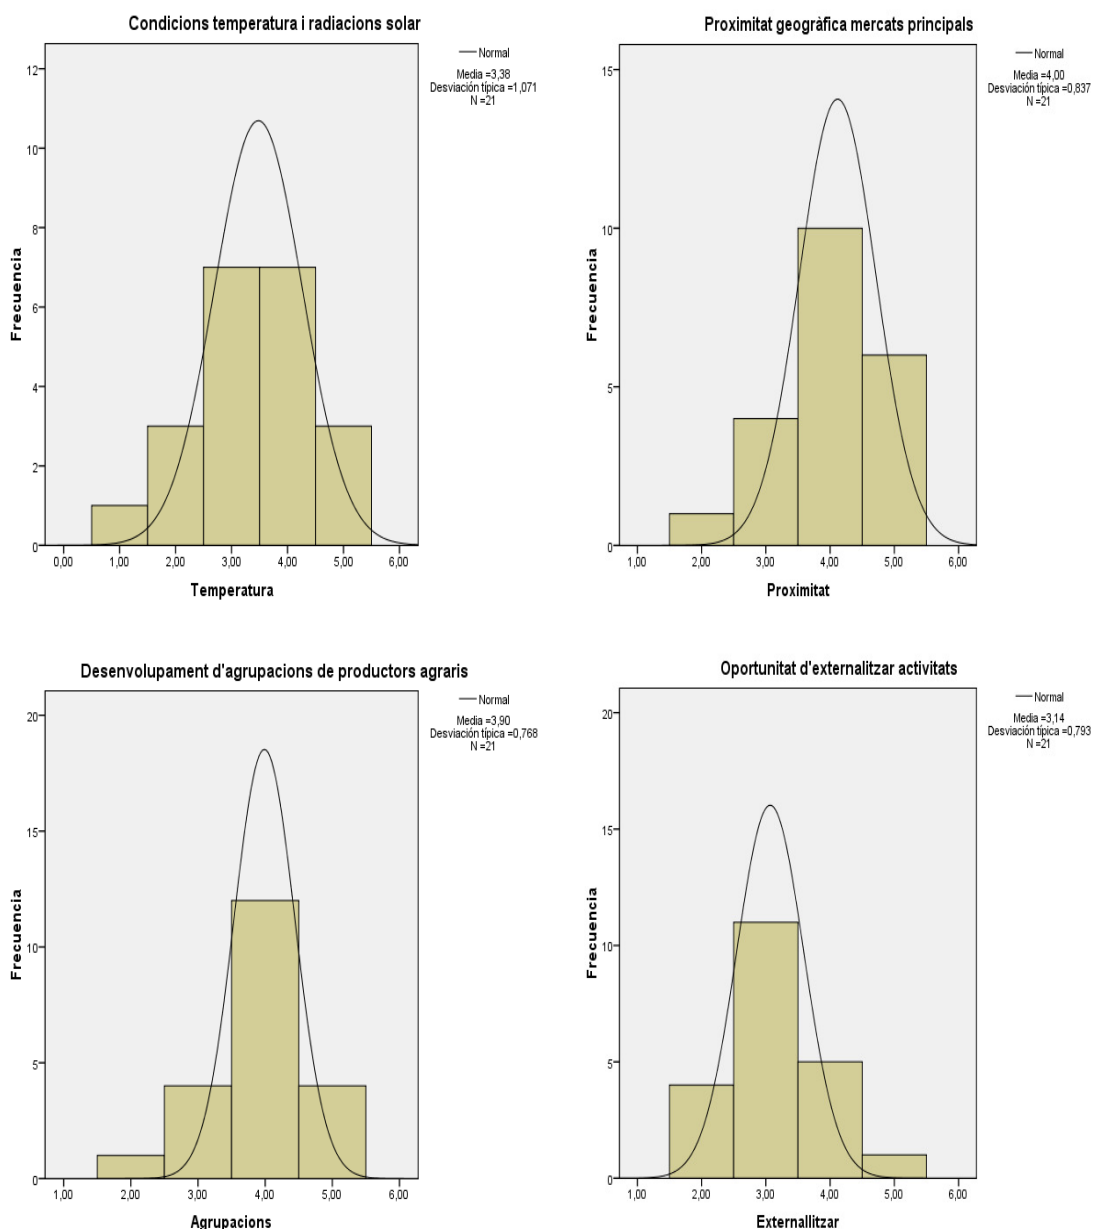 Condicions temperatura i radiacions solar
Normal
Media =3,38
Desviación típica =1,071
N =21
12
10
8
6
4
2
0
Frecuencia
0,00 1,00 2,00 3,00 4,00 5,00 6,00
Temperatura
Proximitat geogràfica mercats principals
Normal
Media =4,00
Desviación típica =0,837
N =21
15
10
5
0
Frecuencia
1,00 2,00 3,00 4,00 5,00 6,00
Proximitat
Desenvolupament d'agrupacions de productors agraris
Normal
Media =3,90
Desviación típica =0,768
N =21
20
15
10
5
0
Frecuencia
1,00 2,00 3,00 4,00 5,00 6,00
Agrupacions
Oportunitat d'externalitzar activitats
Normal
Media =3,14
Desviación típica =0,793
N =21
20
15
10
5
0
Frecuencia
1,00 2,00 3,00 4,00 5,00 6,00
Externallitzar